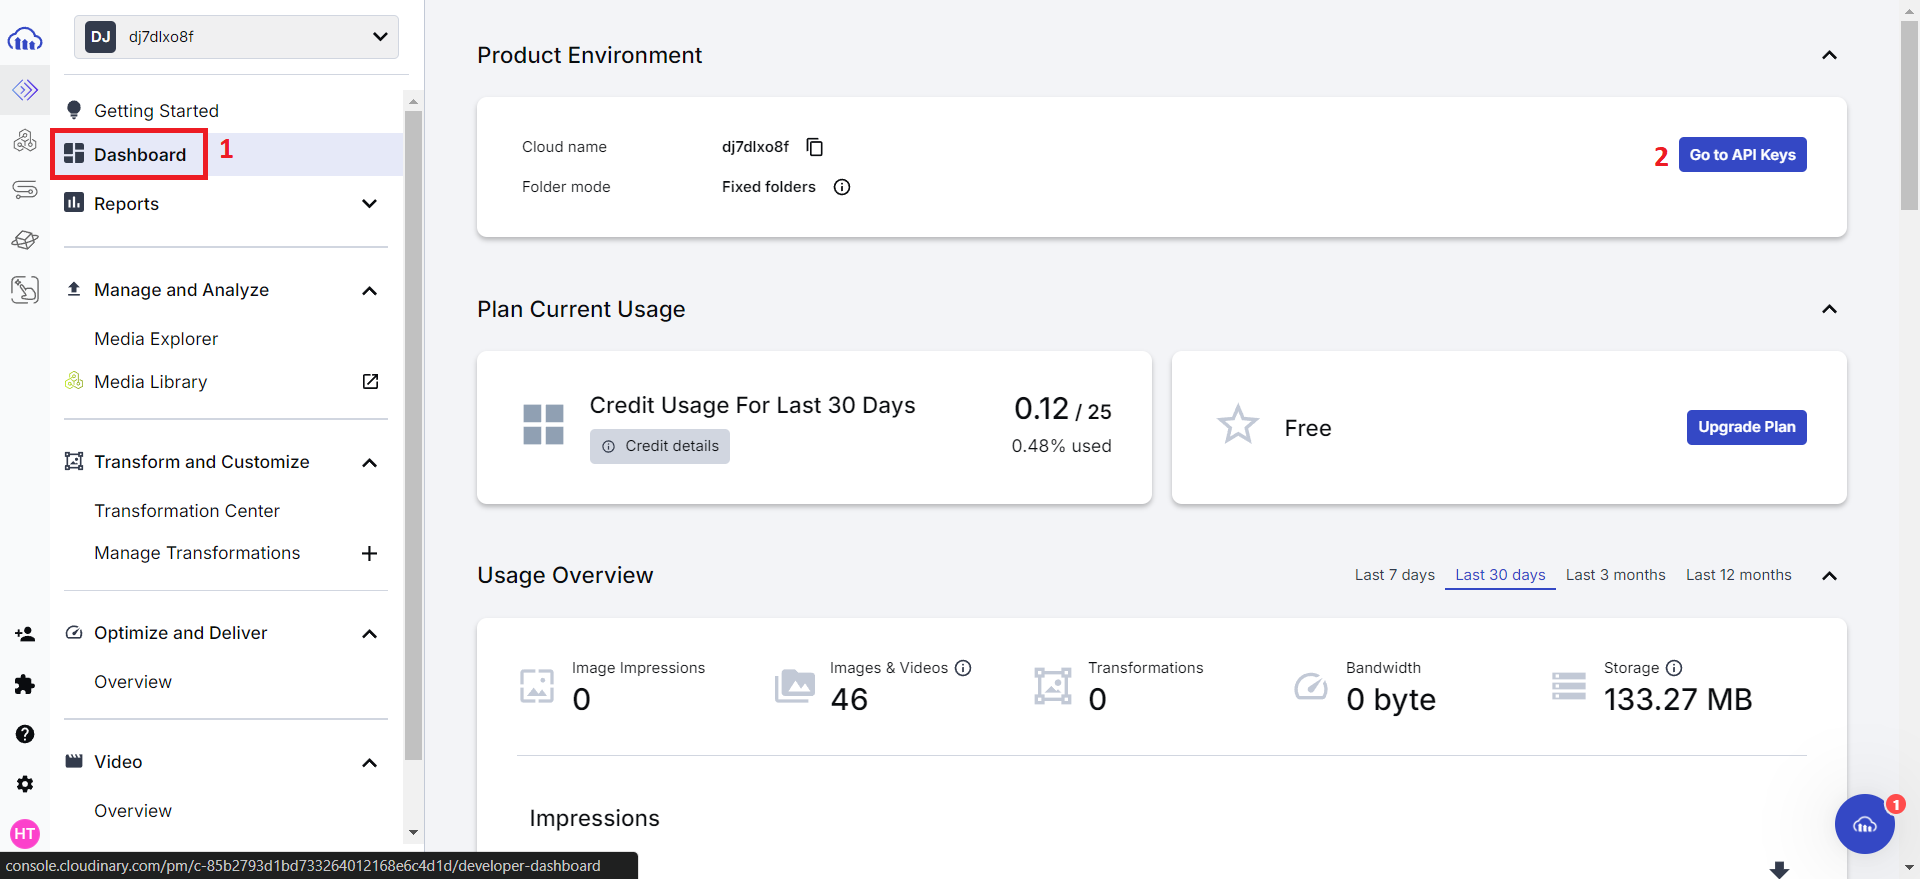 DJ dj7dlxo8f
Getting Started
Dashboard 1
Reports
Manage and Analyze
Media Explorer
Media Library
Transform and Customize
Transformation Center
Manage Transformations
Optimize and Deliver
Overview
Video
Overview
HT
Product Environment
Cloud name dj7dlxo8f
2 Go to API Keys
Folder mode Fixed folders
Plan Current Usage
Credit Usage For Last 30 Days 0.12 / 25
Credit details 0.48% used
Free Upgrade Plan
Usage Overview Last 7 days Last 30 days Last 3 months Last 12 months
Image Impressions Images & Videos Transformations Bandwidth Storage
0 46 0 0 byte 133.27 MB
Impressions
1
console.cloudinary.com/pm/c-85b2793d1bd733264012168e6c4d1d/developer-dashboard